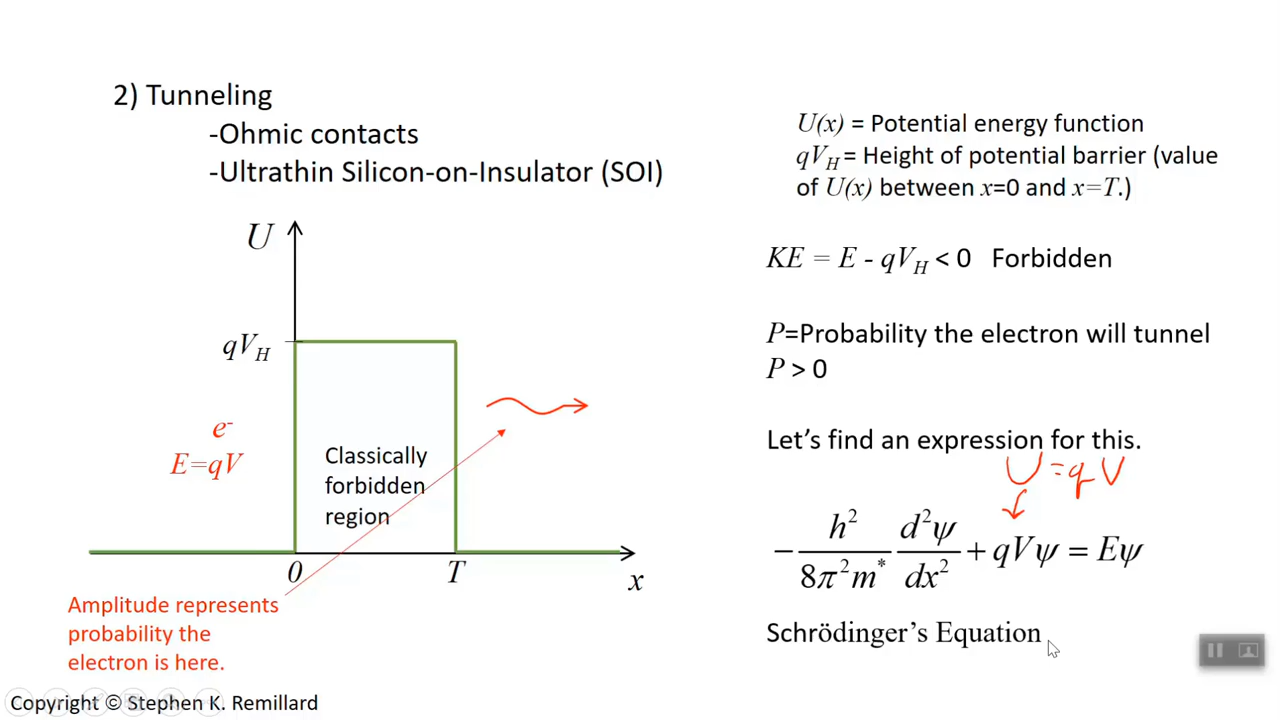 2) Tunneling
-Ohmic contacts
-Ultrathin Silicon-on-Insulator (SOI)
U
qV_H
e⁻
E=qV
Classically
forbidden
region
0
T
x
Amplitude represents
probability the
electron is here.
Copyright © Stephen K. Remillard
U(x) = Potential energy function
qV_H = Height of potential barrier (value
of U(x) between x=0 and x=T.)
KE = E - qV_H < 0 Forbidden
P=Probability the electron will tunnel
P > 0
Let's find an expression for this.
U=qV
− h²/8π²m* d²ψ/dx² + qVψ = Eψ
Schrödinger's Equation